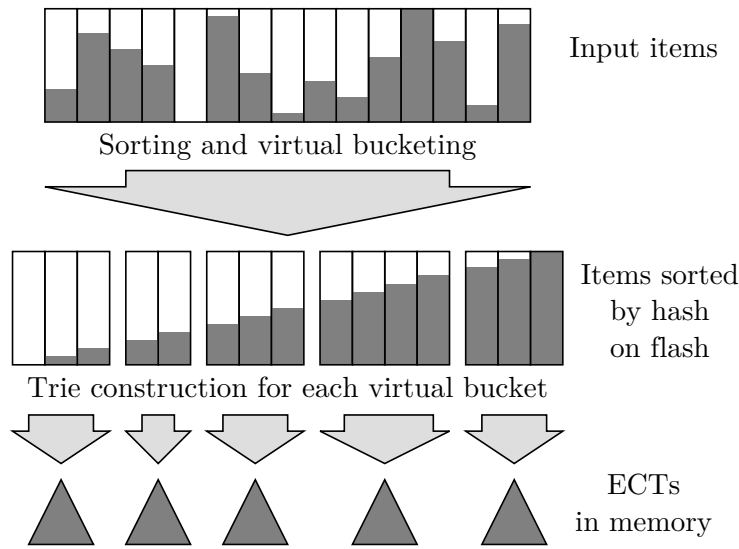 Input items
Sorting and virtual bucketing
Items sorted
by hash
on flash
Trie construction for each virtual bucket
ECTs
in memory